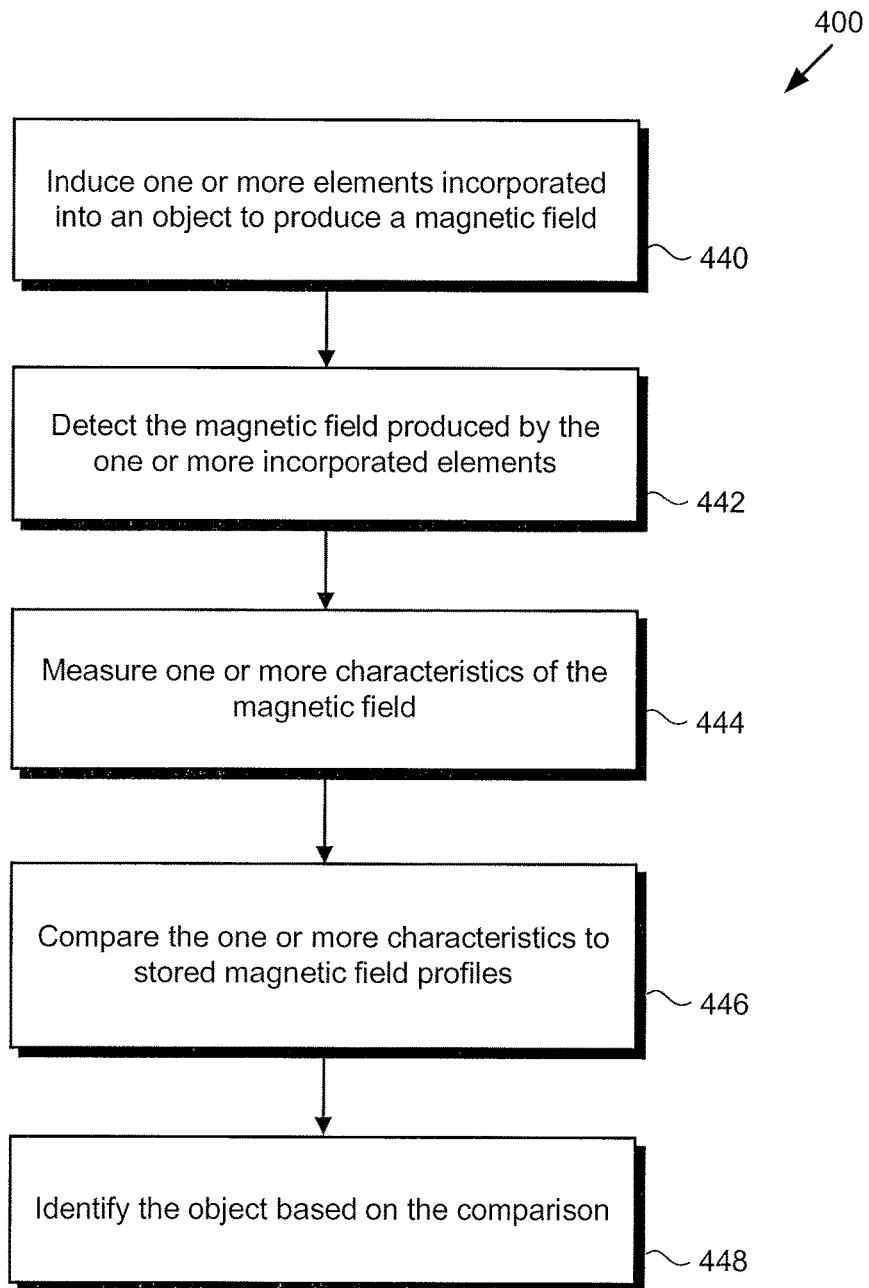 400
Induce one or more elements incorporated
into an object to produce a magnetic field
440
Detect the magnetic field produced by the
one or more incorporated elements
442
Measure one or more characteristics of the
magnetic field
444
Compare the one or more characteristics to
stored magnetic field profiles
446
Identify the object based on the comparison
448